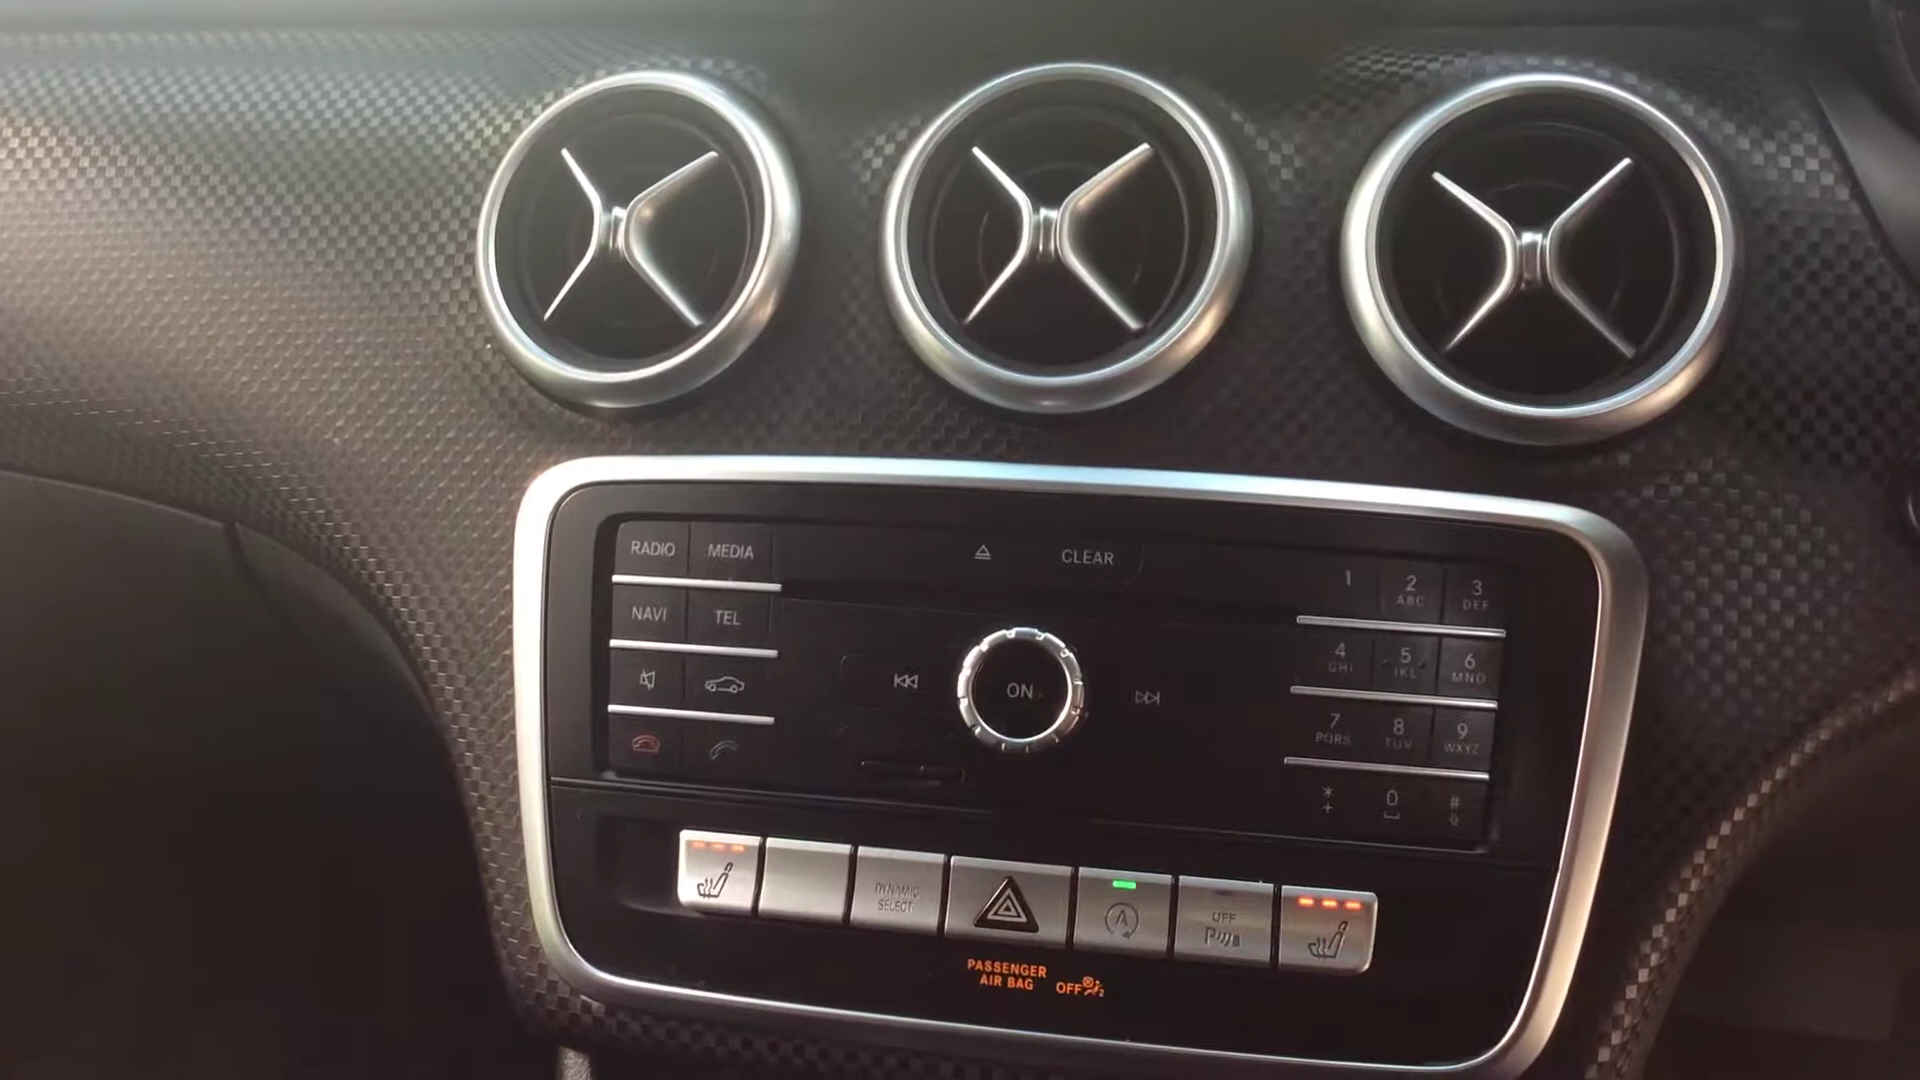 RADIO MEDIA
CLEAR
1 2 3
ABC DEF
NAVI TEL
4 5 6
GHI JKL MNO
ON
7 8 9
PQRS TUV WXYZ
* 0 #
+
DYNAMIC
SELECT
A
OFF
P
PASSENGER
AIR BAG OFF 2